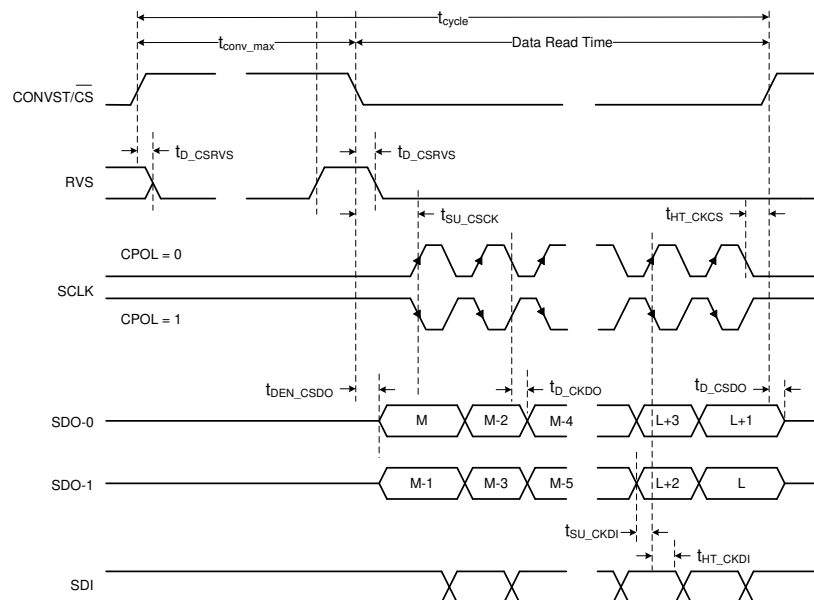 t_cycle
t_conv_max Data Read Time
CONVST/C̅S̅
t_D_CSRVS t_D_CSRVS
RVS
t_SU_CSCK t_HT_CKCS
CPOL = 0
SCLK
CPOL = 1
t_DEN_CSDO t_D_CKDO t_D_CSDO
SDO-0 M M-2 M-4 L+3 L+1
SDO-1 M-1 M-3 M-5 L+2 L
t_SU_CKDI
t_HT_CKDI
SDI